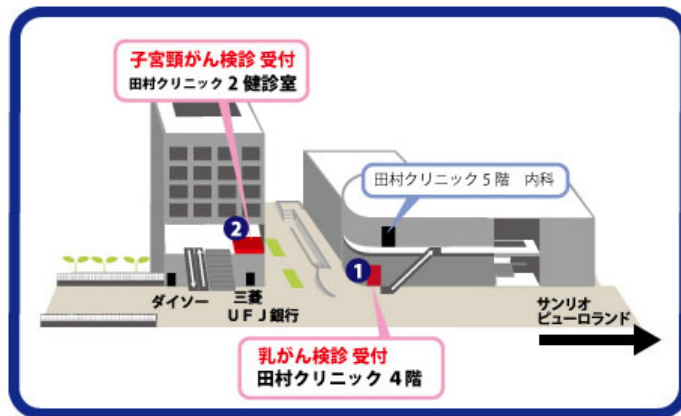 子宮頸がん検診 受付
田村クリニック 2 健診室
田村クリニック 5 階　内科
2
1
ダイソー
三菱
UFJ銀行
サンリオ
ピューロランド
乳がん検診 受付
田村クリニック 4 階